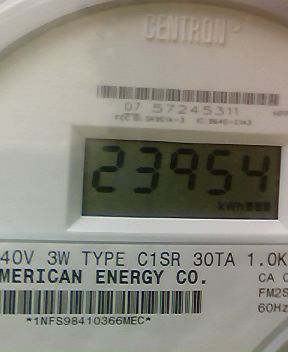 CENTRON
07 57245311
23954
kWh
40V 3W TYPE C1SR 30TA 1.0K
MERICAN ENERGY CO.
CA
FM2S
60Hz
*1NFS98410366MEC*